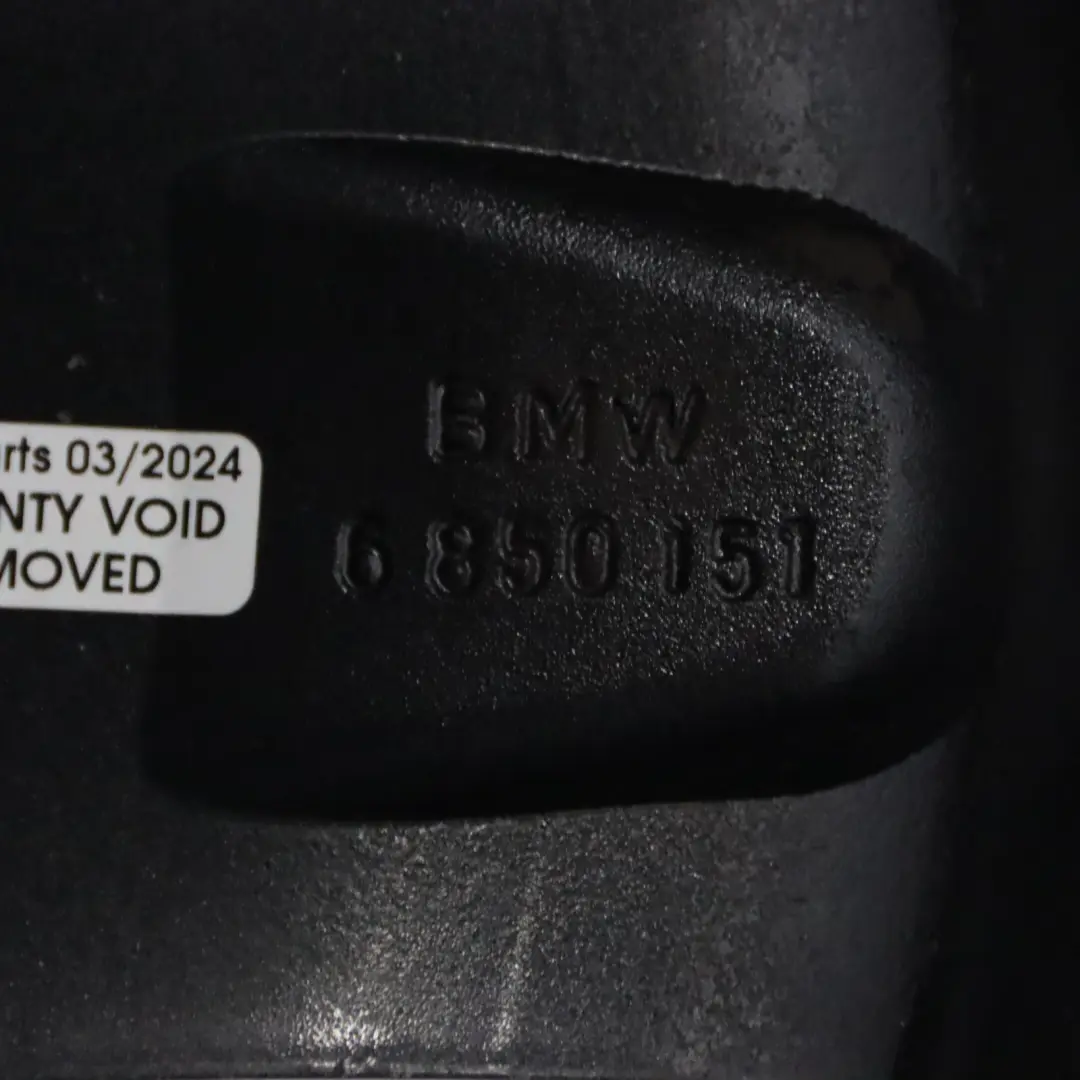 rts 03/2024
NTY VOID
MOVED
BMW
6 850 151